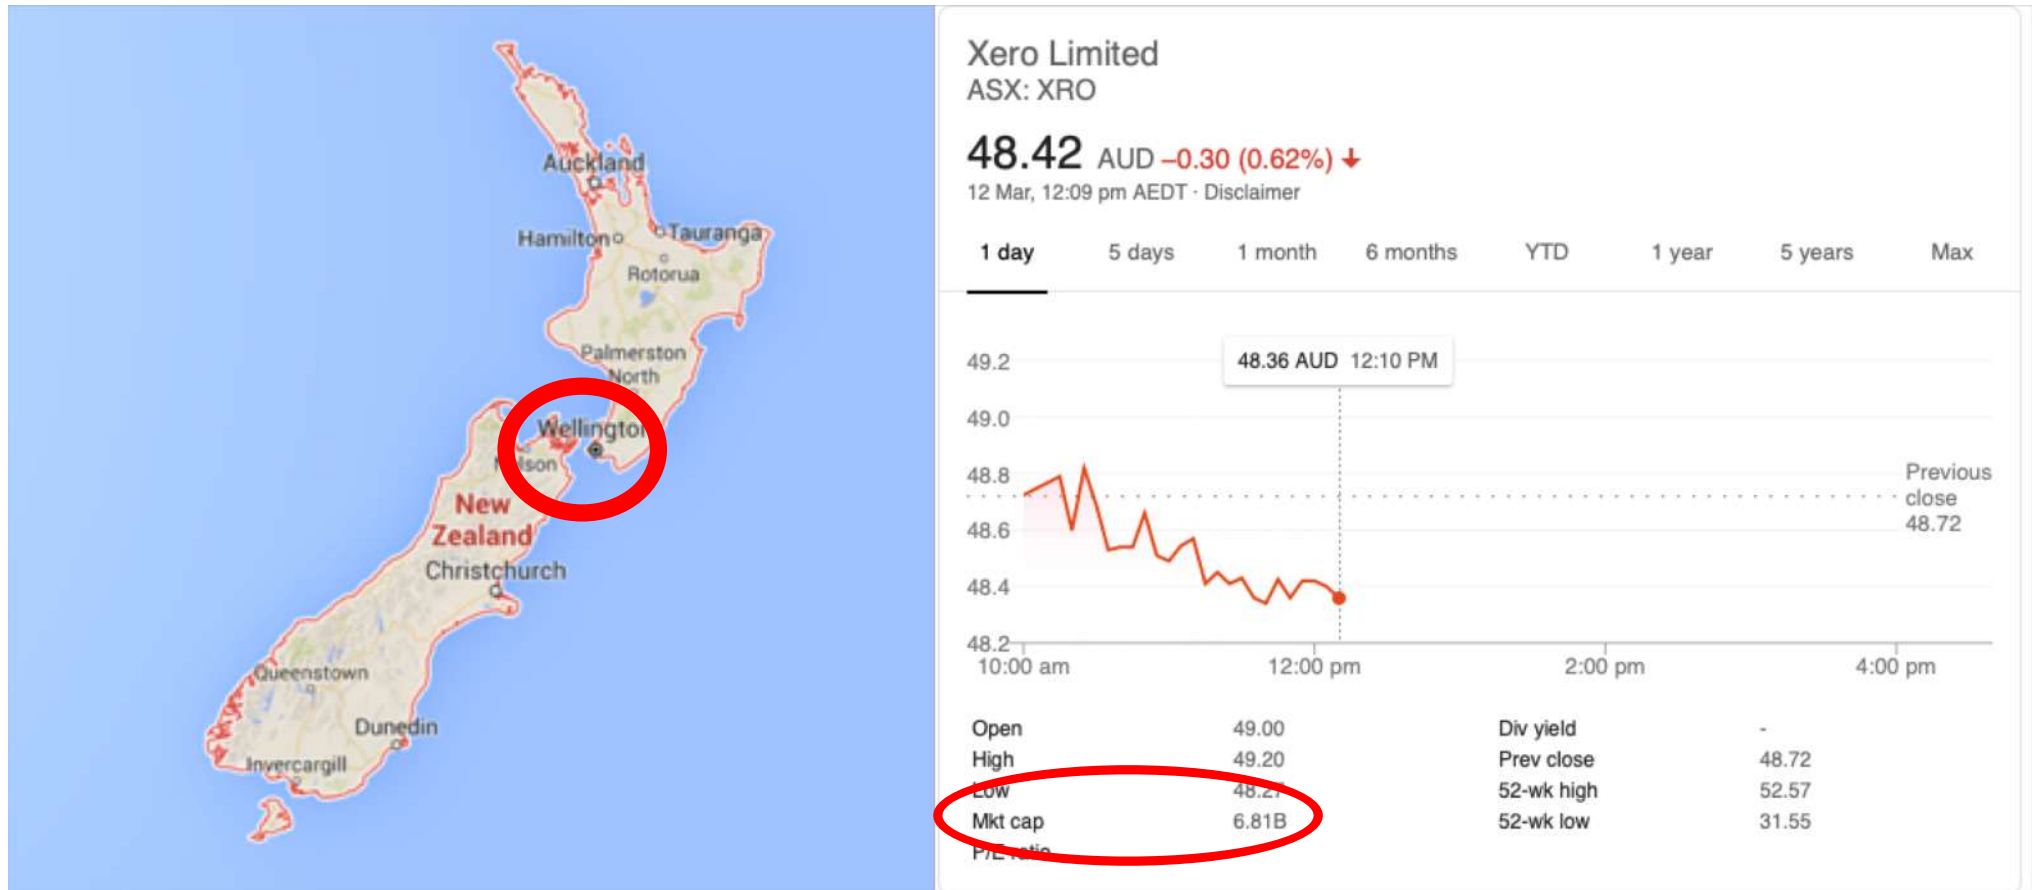 Auckland
Hamilton
Tauranga
Rotorua
Palmerston
North
Wellington
Nelson
New
Zealand
Christchurch
Queenstown
Dunedin
Invercargill
Xero Limited
ASX: XRO
48.42 AUD −0.30 (0.62%) ↓
12 Mar, 12:09 pm AEDT · Disclaimer
1 day 5 days 1 month 6 months YTD 1 year 5 years Max
48.36 AUD 12:10 PM
49.2
49.0
48.8
48.6
48.4
48.2
Previous
close
48.72
10:00 am 12:00 pm 2:00 pm 4:00 pm
Open 49.00 Div yield -
High 49.20 Prev close 48.72
Low 48.27 52-wk high 52.57
Mkt cap 6.81B 52-wk low 31.55
P/E ratio